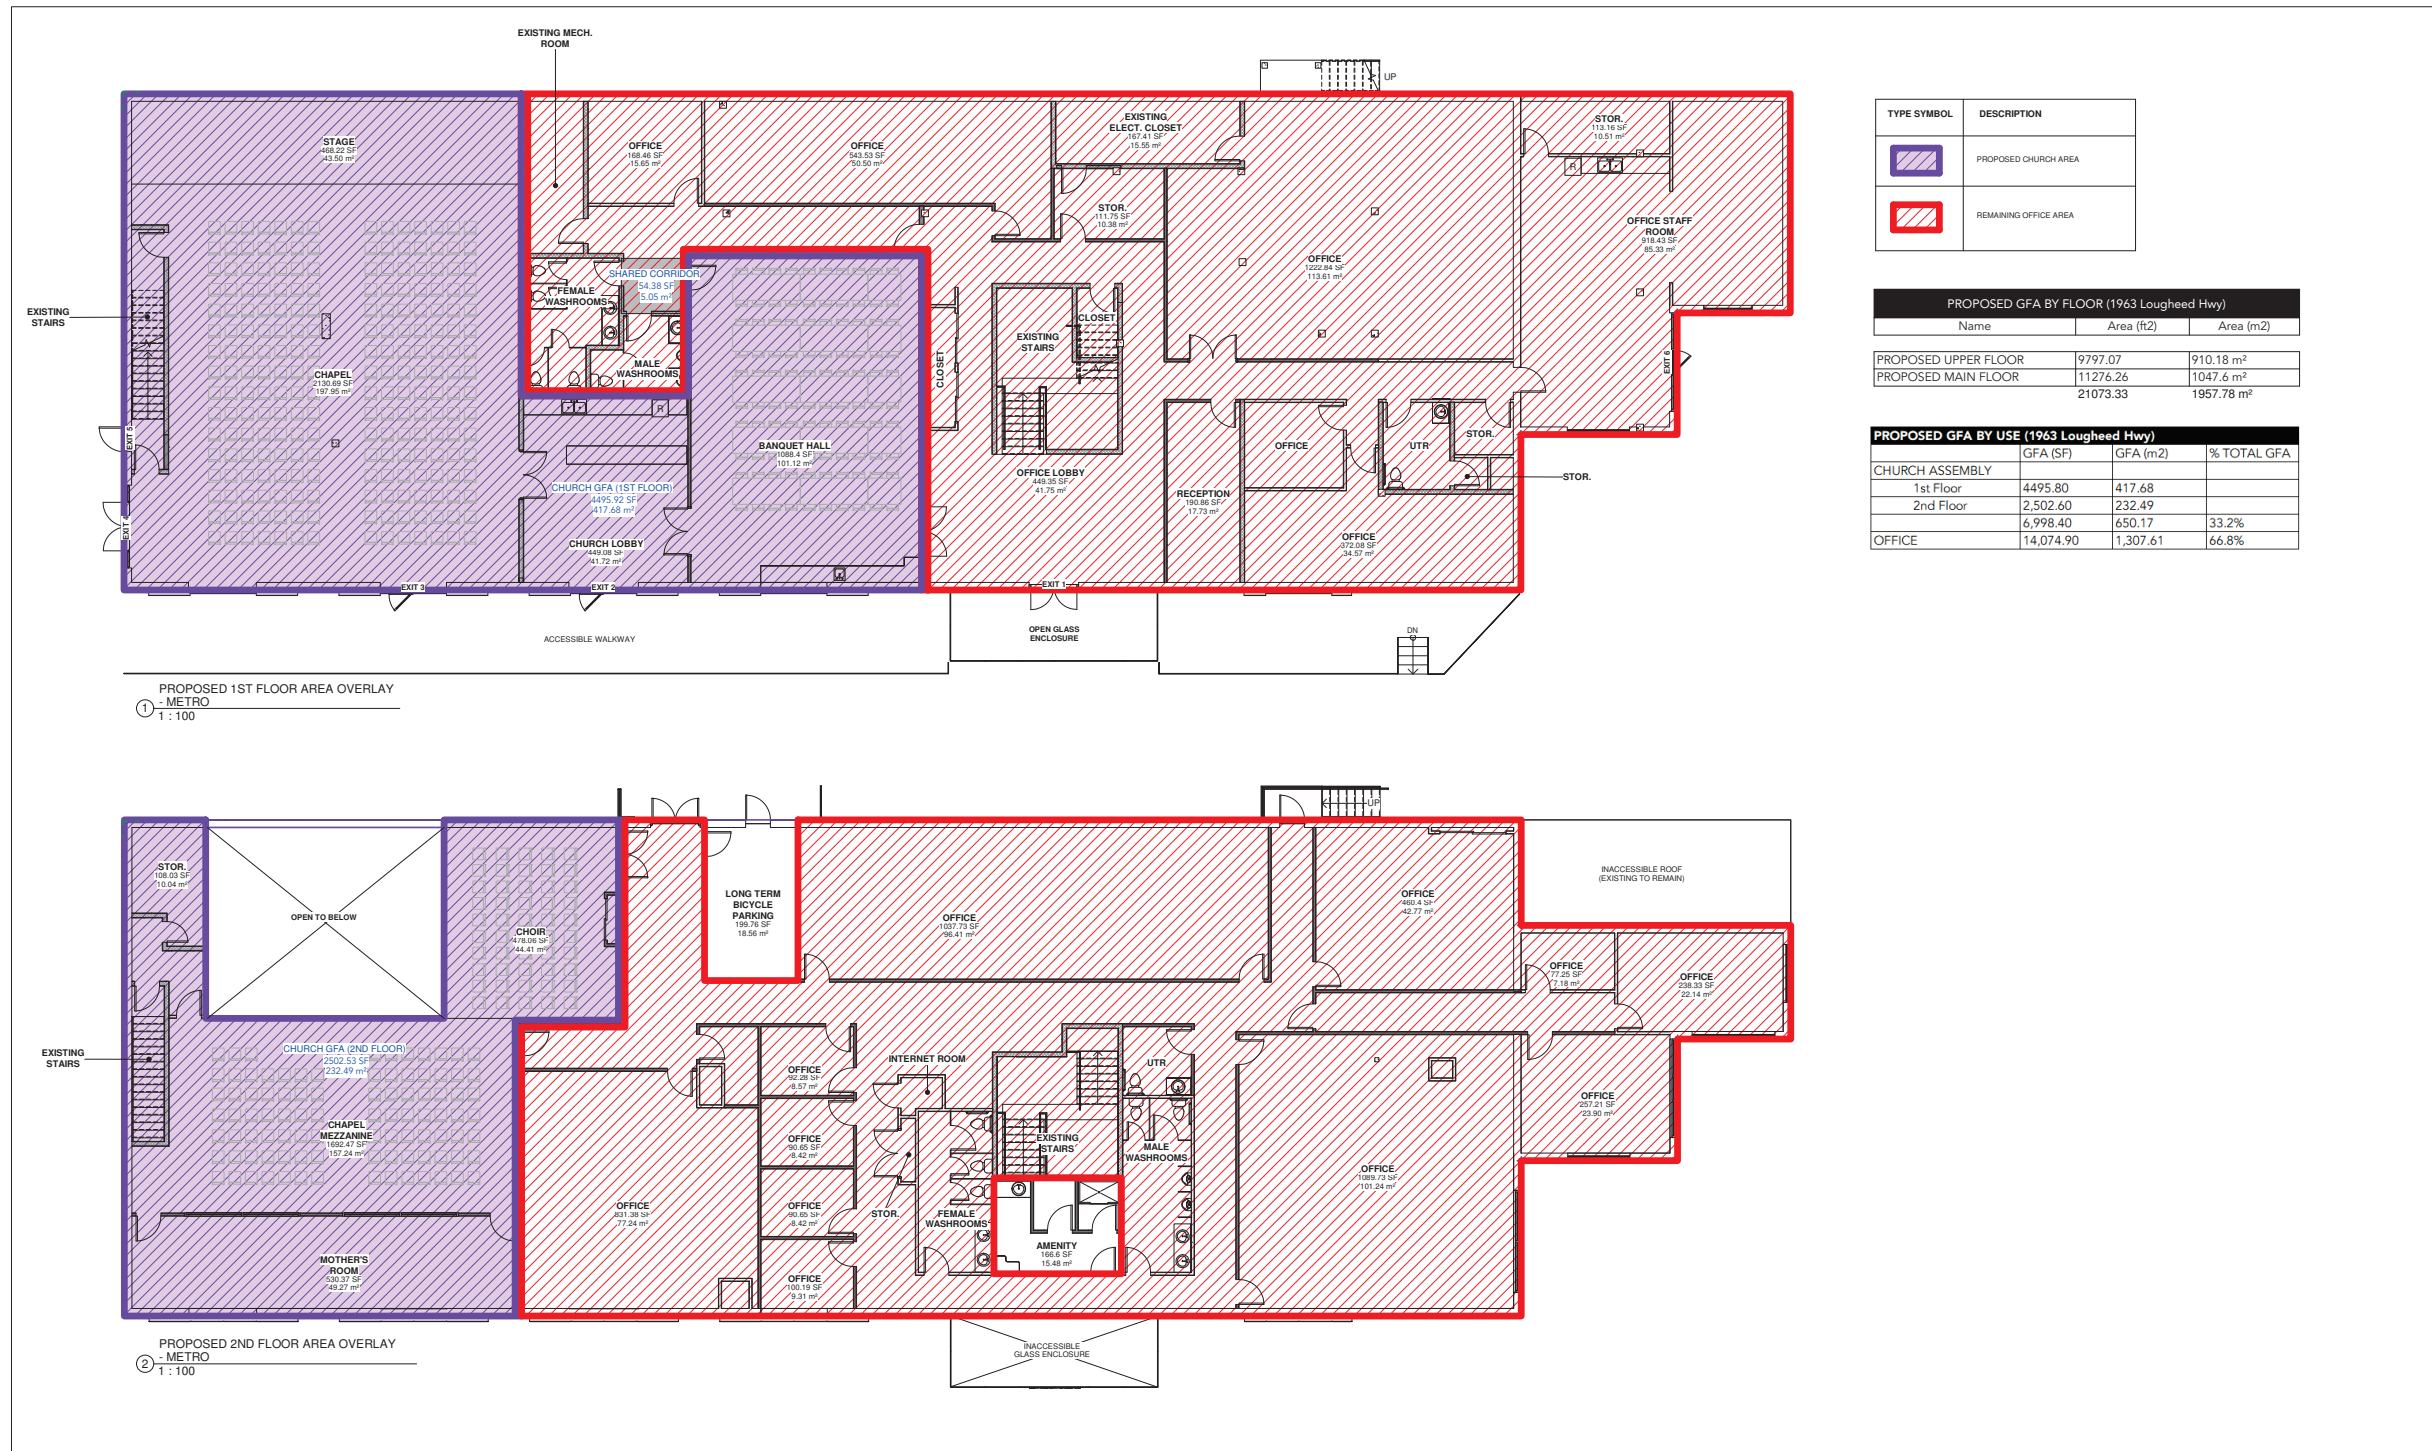 EXISTING MECH.
ROOM
UP
STAGE
468.22 SF
43.50 m²
OFFICE
168.46 SF
15.65 m²
OFFICE
543.53 SF
50.50 m²
EXISTING
ELECT. CLOSET
167.41 SF
15.55 m²
STOR.
113.16 SF
10.51 m²
R
STOR.
111.75 SF
10.38 m²
OFFICE STAFF
ROOM
918.43 SF
85.33 m²
OFFICE
1222.84 SF
113.61 m²
SHARED CORRIDOR
54.38 SF
5.05 m²
FEMALE
WASHROOMS
EXISTING
STAIRS
CLOSET
EXISTING
STAIRS
MALE
WASHROOMS
CLOSET
EXIT 6
CHAPEL
2130.69 SF
197.95 m²
R
EXIT 5
BANQUET HALL
1088.4 SF
101.12 m²
OFFICE
UTR
STOR.
STOR.
OFFICE LOBBY
449.35 SF
41.75 m²
RECEPTION
190.86 SF
17.73 m²
CHURCH GFA (1ST FLOOR)
4495.92 SF
417.68 m²
EXIT 4
CHURCH LOBBY
449.08 SF
41.72 m²
OFFICE
372.08 SF
34.57 m²
EXIT 3
EXIT 2
EXIT 1
ACCESSIBLE WALKWAY
OPEN GLASS
ENCLOSURE
DN
1
PROPOSED 1ST FLOOR AREA OVERLAY
- METRO
1 : 100
TYPE SYMBOL DESCRIPTION
PROPOSED CHURCH AREA
REMAINING OFFICE AREA
PROPOSED GFA BY FLOOR (1963 Lougheed Hwy)
Name Area (ft2) Area (m2)
PROPOSED UPPER FLOOR 9797.07 910.18 m²
PROPOSED MAIN FLOOR 11276.26 1047.6 m²
21073.33 1957.78 m²
PROPOSED GFA BY USE (1963 Lougheed Hwy)
GFA (SF) GFA (m2) % TOTAL GFA
CHURCH ASSEMBLY
1st Floor 4495.80 417.68
2nd Floor 2,502.60 232.49
6,998.40 650.17 33.2%
OFFICE 14,074.90 1,307.61 66.8%
UP
STOR.
108.03 SF
10.04 m²
OPEN TO BELOW
CHOIR
478.06 SF
44.41 m²
LONG TERM
BICYCLE
PARKING
199.76 SF
18.56 m²
OFFICE
1037.73 SF
96.41 m²
OFFICE
460.4 SF
42.77 m²
INACCESSIBLE ROOF
(EXISTING TO REMAIN)
OFFICE
77.25 SF
7.18 m²
OFFICE
238.33 SF
22.14 m²
EXISTING
STAIRS
CHURCH GFA (2ND FLOOR)
2502.53 SF
232.49 m²
OFFICE
92.28 SF
8.57 m²
INTERNET ROOM
UTR
OFFICE
257.21 SF
23.90 m²
CHAPEL
MEZZANINE
1692.47 SF
157.24 m²
OFFICE
90.65 SF
8.42 m²
EXISTING
STAIRS
MALE
WASHROOMS
OFFICE
1089.73 SF
101.24 m²
OFFICE
831.38 SF
77.24 m²
OFFICE
90.65 SF
8.42 m²
STOR.
FEMALE
WASHROOMS
AMENITY
166.6 SF
15.48 m²
MOTHER'S
ROOM
530.37 SF
49.27 m²
OFFICE
100.19 SF
9.31 m²
INACCESSIBLE
GLASS ENCLOSURE
2
PROPOSED 2ND FLOOR AREA OVERLAY
- METRO
1 : 100